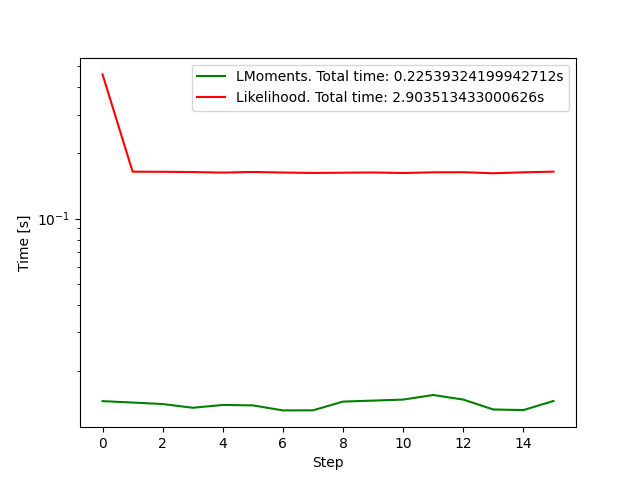 LMoments. Total time: 0.22539324199942712s
Likelihood. Total time: 2.903513433000626s
Time [s]
10⁻¹
0 2 4 6 8 10 12 14
Step